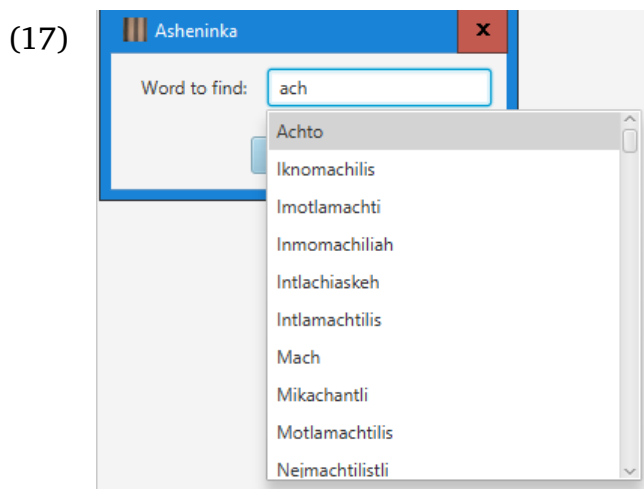 (17)
Asheninka
x
Word to find: ach
Achto
Iknomachilis
Imotlamachti
Inmomachiliah
Intlachiaskeh
Intlamachtilis
Mach
Mikachantli
Motlamachtilis
Nejmachtilistli